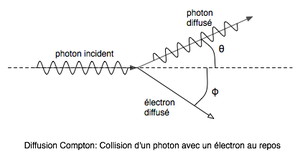 photon
diffusé
photon incident
θ
ϕ
électron
diffusé
Diffusion Compton: Collision d'un photon avec un électron au repos